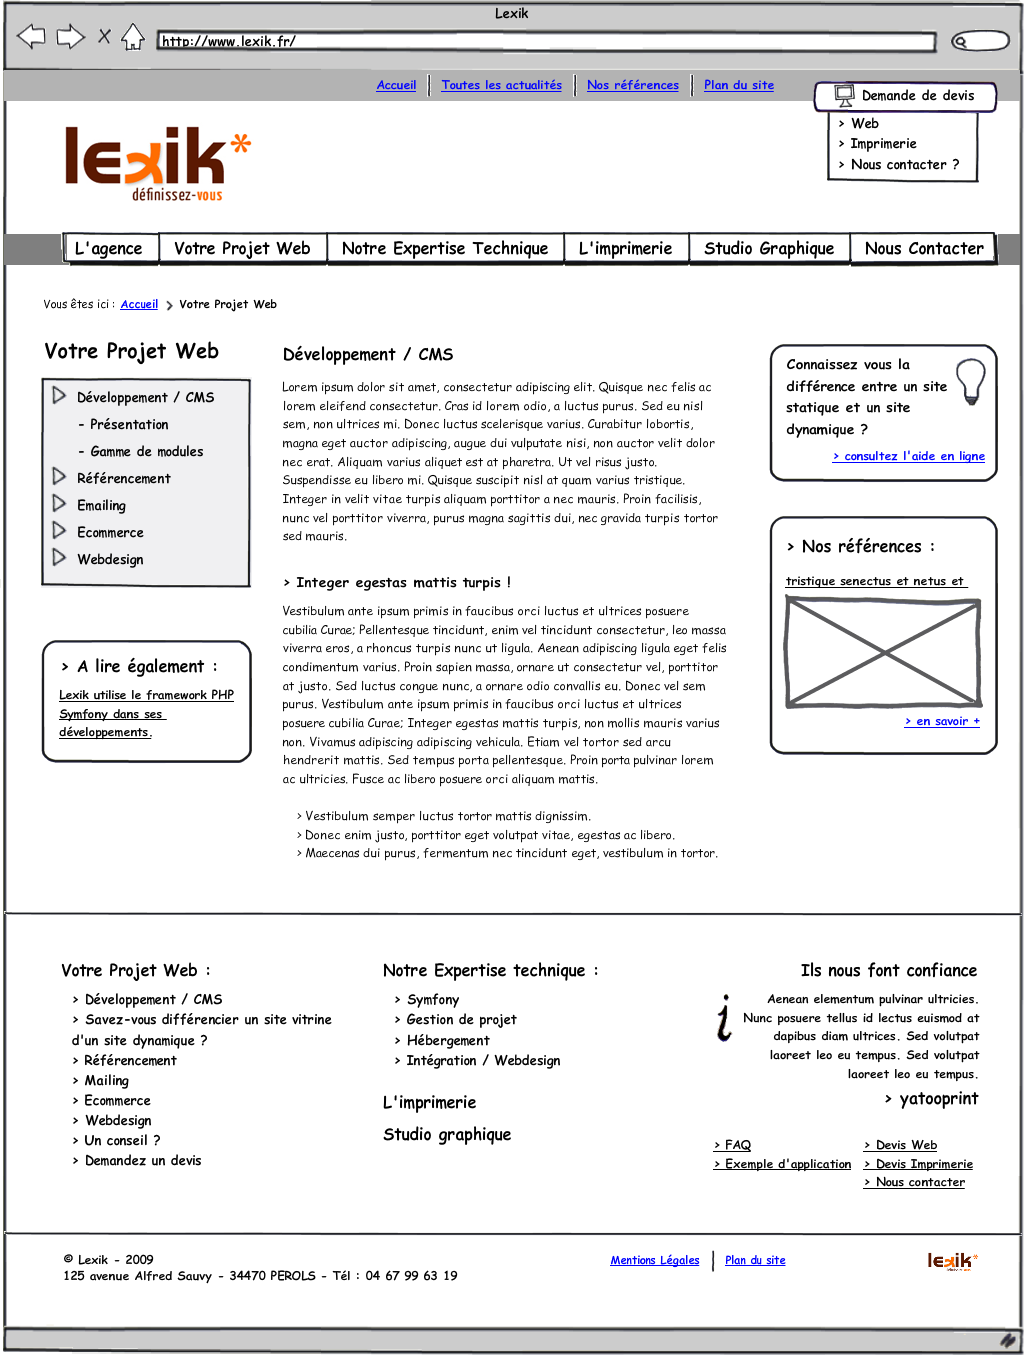 Lexik
http://www.lexik.fr/
Accueil
Toutes les actualités
Nos références
Plan du site
Demande de devis
> Web
> Imprimerie
> Nous contacter ?
lexik*
définissez-vous
L'agence
Votre Projet Web
Notre Expertise Technique
L'imprimerie
Studio Graphique
Nous Contacter
Vous êtes ici : Accueil > Votre Projet Web
Votre Projet Web
Développement / CMS
- Présentation
- Gamme de modules
Référencement
Emailing
Ecommerce
Webdesign
> A lire également :
Lexik utilise le framework PHP
Symfony dans ses
développements.
Développement / CMS
Lorem ipsum dolor sit amet, consectetur adipiscing elit. Quisque nec felis ac
lorem eleifend consectetur. Cras id lorem odio, a luctus purus. Sed eu nisl
sem, non ultrices mi. Donec luctus scelerisque varius. Curabitur lobortis,
magna eget auctor adipiscing, augue dui vulputate nisi, non auctor velit dolor
nec erat. Aliquam varius aliquet est at pharetra. Ut vel risus justo.
Suspendisse eu libero mi. Quisque suscipit nisl at quam varius tristique.
Integer in velit vitae turpis aliquam porttitor a nec mauris. Proin facilisis,
nunc vel porttitor viverra, purus magna sagittis dui, nec gravida turpis tortor
sed mauris.
> Integer egestas mattis turpis !
Vestibulum ante ipsum primis in faucibus orci luctus et ultrices posuere
cubilia Curae; Pellentesque tincidunt, enim vel tincidunt consectetur, leo massa
viverra eros, a rhoncus turpis nunc ut ligula. Aenean adipiscing ligula eget felis
condimentum varius. Proin sapien massa, ornare ut consectetur vel, porttitor
at justo. Sed luctus congue nunc, a ornare odio convallis eu. Donec vel sem
purus. Vestibulum ante ipsum primis in faucibus orci luctus et ultrices
posuere cubilia Curae; Integer egestas mattis turpis, non mollis mauris varius
non. Vivamus adipiscing adipiscing vehicula. Etiam vel tortor sed arcu
hendrerit mattis. Sed tempus porta pellentesque. Proin porta pulvinar lorem
ac ultricies. Fusce ac libero posuere orci aliquam mattis.
> Vestibulum semper luctus tortor mattis dignissim.
> Donec enim justo, porttitor eget volutpat vitae, egestas ac libero.
> Maecenas dui purus, fermentum nec tincidunt eget, vestibulum in tortor.
Connaissez vous la
différence entre un site
statique et un site
dynamique ?
> consultez l'aide en ligne
> Nos références :
tristique senectus et netus et
> en savoir +
Votre Projet Web :
> Développement / CMS
> Savez-vous différencier un site vitrine
d'un site dynamique ?
> Référencement
> Mailing
> Ecommerce
> Webdesign
> Un conseil ?
> Demandez un devis
Notre Expertise technique :
> Symfony
> Gestion de projet
> Hébergement
> Intégration / Webdesign
L'imprimerie
Studio graphique
Ils nous font confiance
i
Aenean elementum pulvinar ultricies.
Nunc posuere tellus id lectus euismod at
dapibus diam ultrices. Sed volutpat
laoreet leo eu tempus. Sed volutpat
laoreet leo eu tempus.
> yatooprint
> FAQ
> Exemple d'application
> Devis Web
> Devis Imprimerie
> Nous contacter
© Lexik - 2009
125 avenue Alfred Sauvy - 34470 PEROLS - Tél : 04 67 99 63 19
Mentions Légales
Plan du site
lexik*